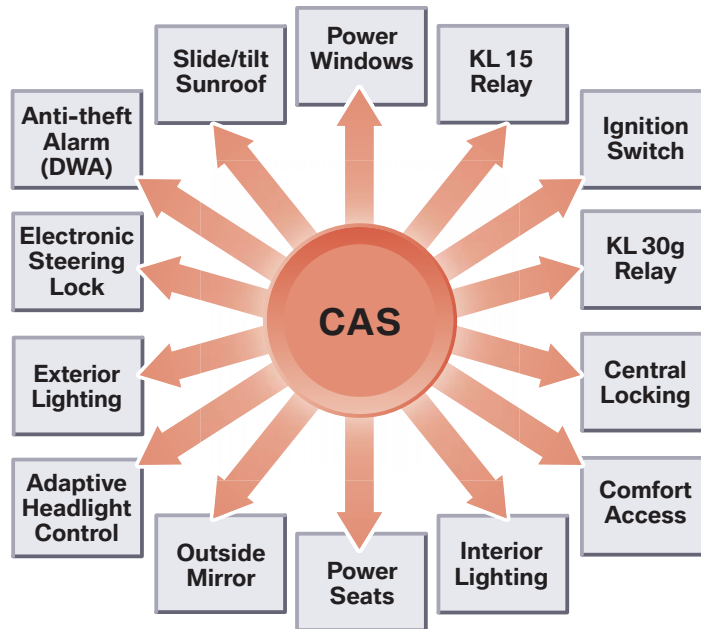 Power
Windows
Slide/tilt
Sunroof
KL 15
Relay
Anti-theft
Alarm
(DWA)
Ignition
Switch
Electronic
Steering
Lock
KL 30g
Relay
CAS
Exterior
Lighting
Central
Locking
Adaptive
Headlight
Control
Comfort
Access
Outside
Mirror
Power
Seats
Interior
Lighting